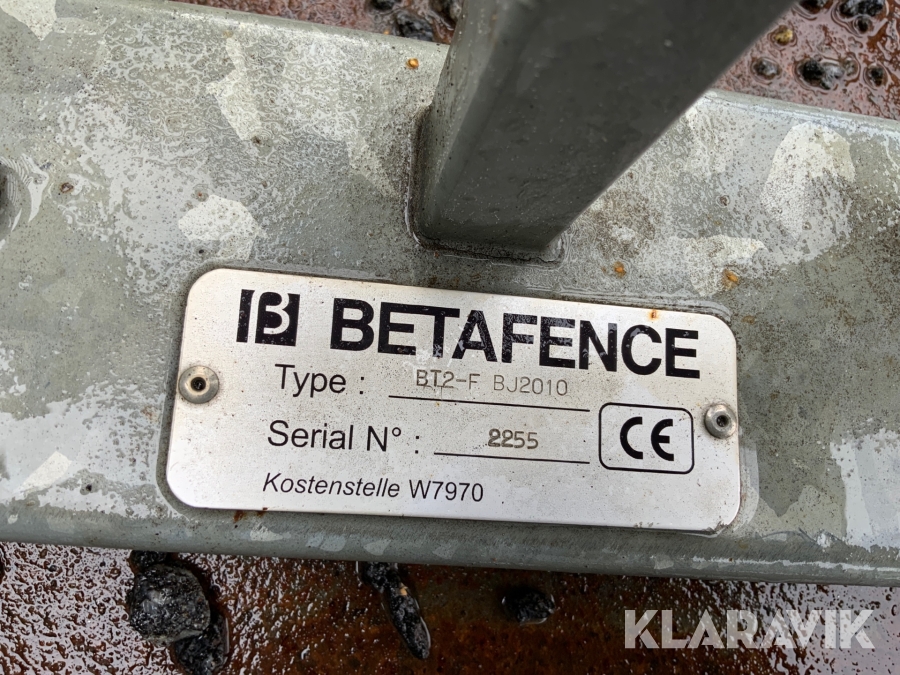 BETAFENCE
Type : BT2-F BJ2010
Serial N° : 2255
CE
Kostenstelle W7970
KLARAVIK